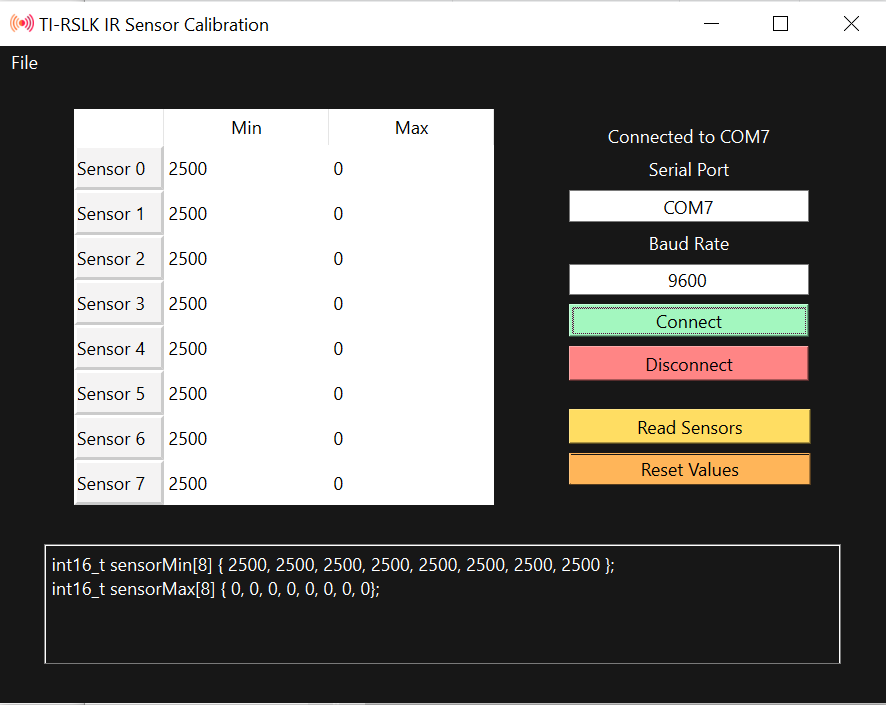 TI-RSLK IR Sensor Calibration
File
Min Max
Sensor 0 2500 0
Sensor 1 2500 0
Sensor 2 2500 0
Sensor 3 2500 0
Sensor 4 2500 0
Sensor 5 2500 0
Sensor 6 2500 0
Sensor 7 2500 0
Connected to COM7
Serial Port
COM7
Baud Rate
9600
Connect
Disconnect
Read Sensors
Reset Values
int16_t sensorMin[8] { 2500, 2500, 2500, 2500, 2500, 2500, 2500, 2500 };
int16_t sensorMax[8] { 0, 0, 0, 0, 0, 0, 0, 0};